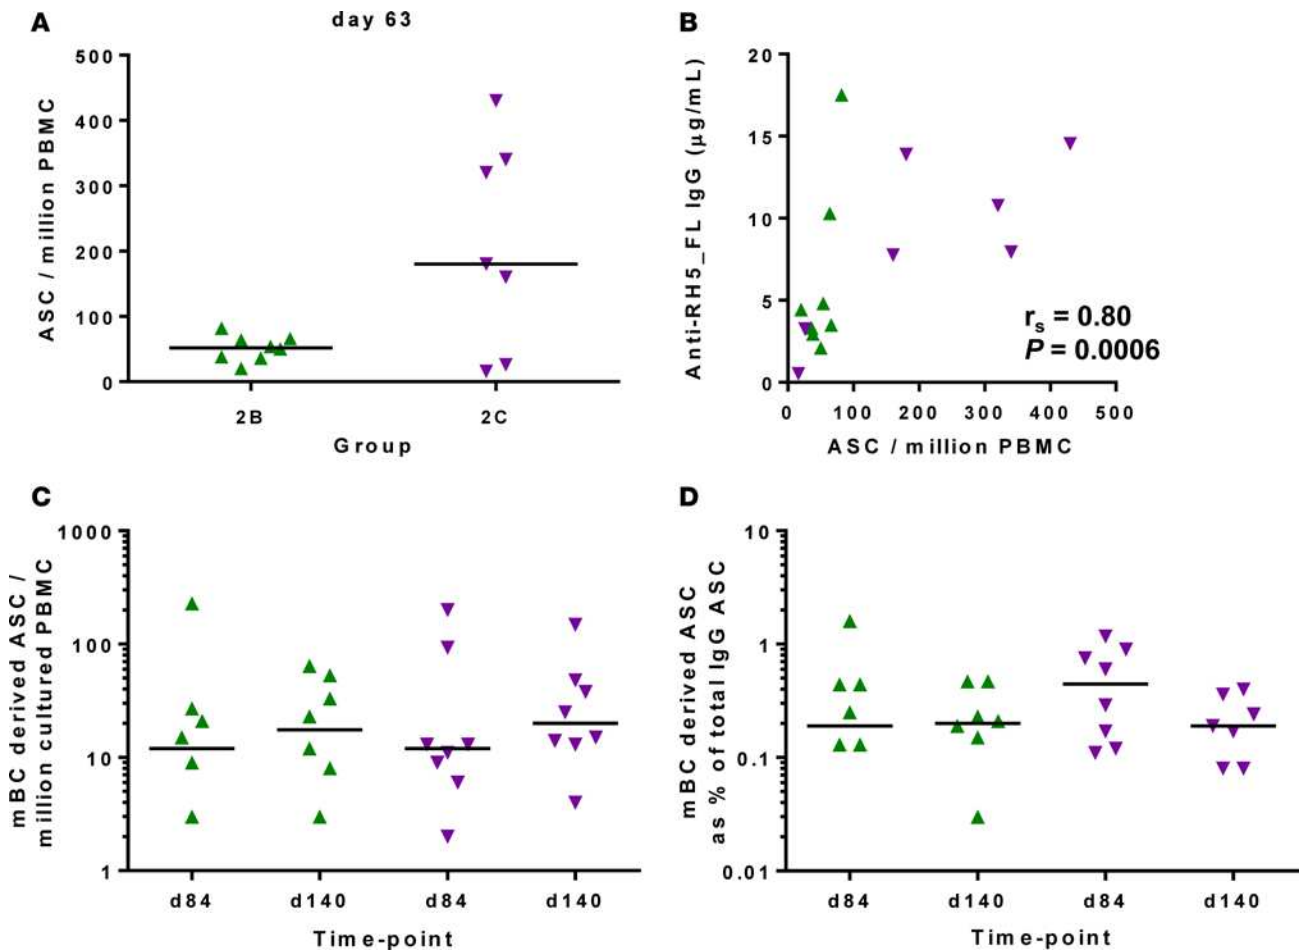 A
day 63
500
400
300
200
100
0
ASC / million PBMC
2B
2C
Group
B
20
15
10
5
0
Anti-RH5_FL IgG (μg/mL)
rs = 0.80
P = 0.0006
0 100 200 300 400 500
ASC / million PBMC
C
1000
100
10
1
mBC derived ASC /
million cultured PBMC
d84 d140 d84 d140
Time-point
D
10
1
0.1
0.01
mBC derived ASC
as % of total IgG ASC
d84 d140 d84 d140
Time-point